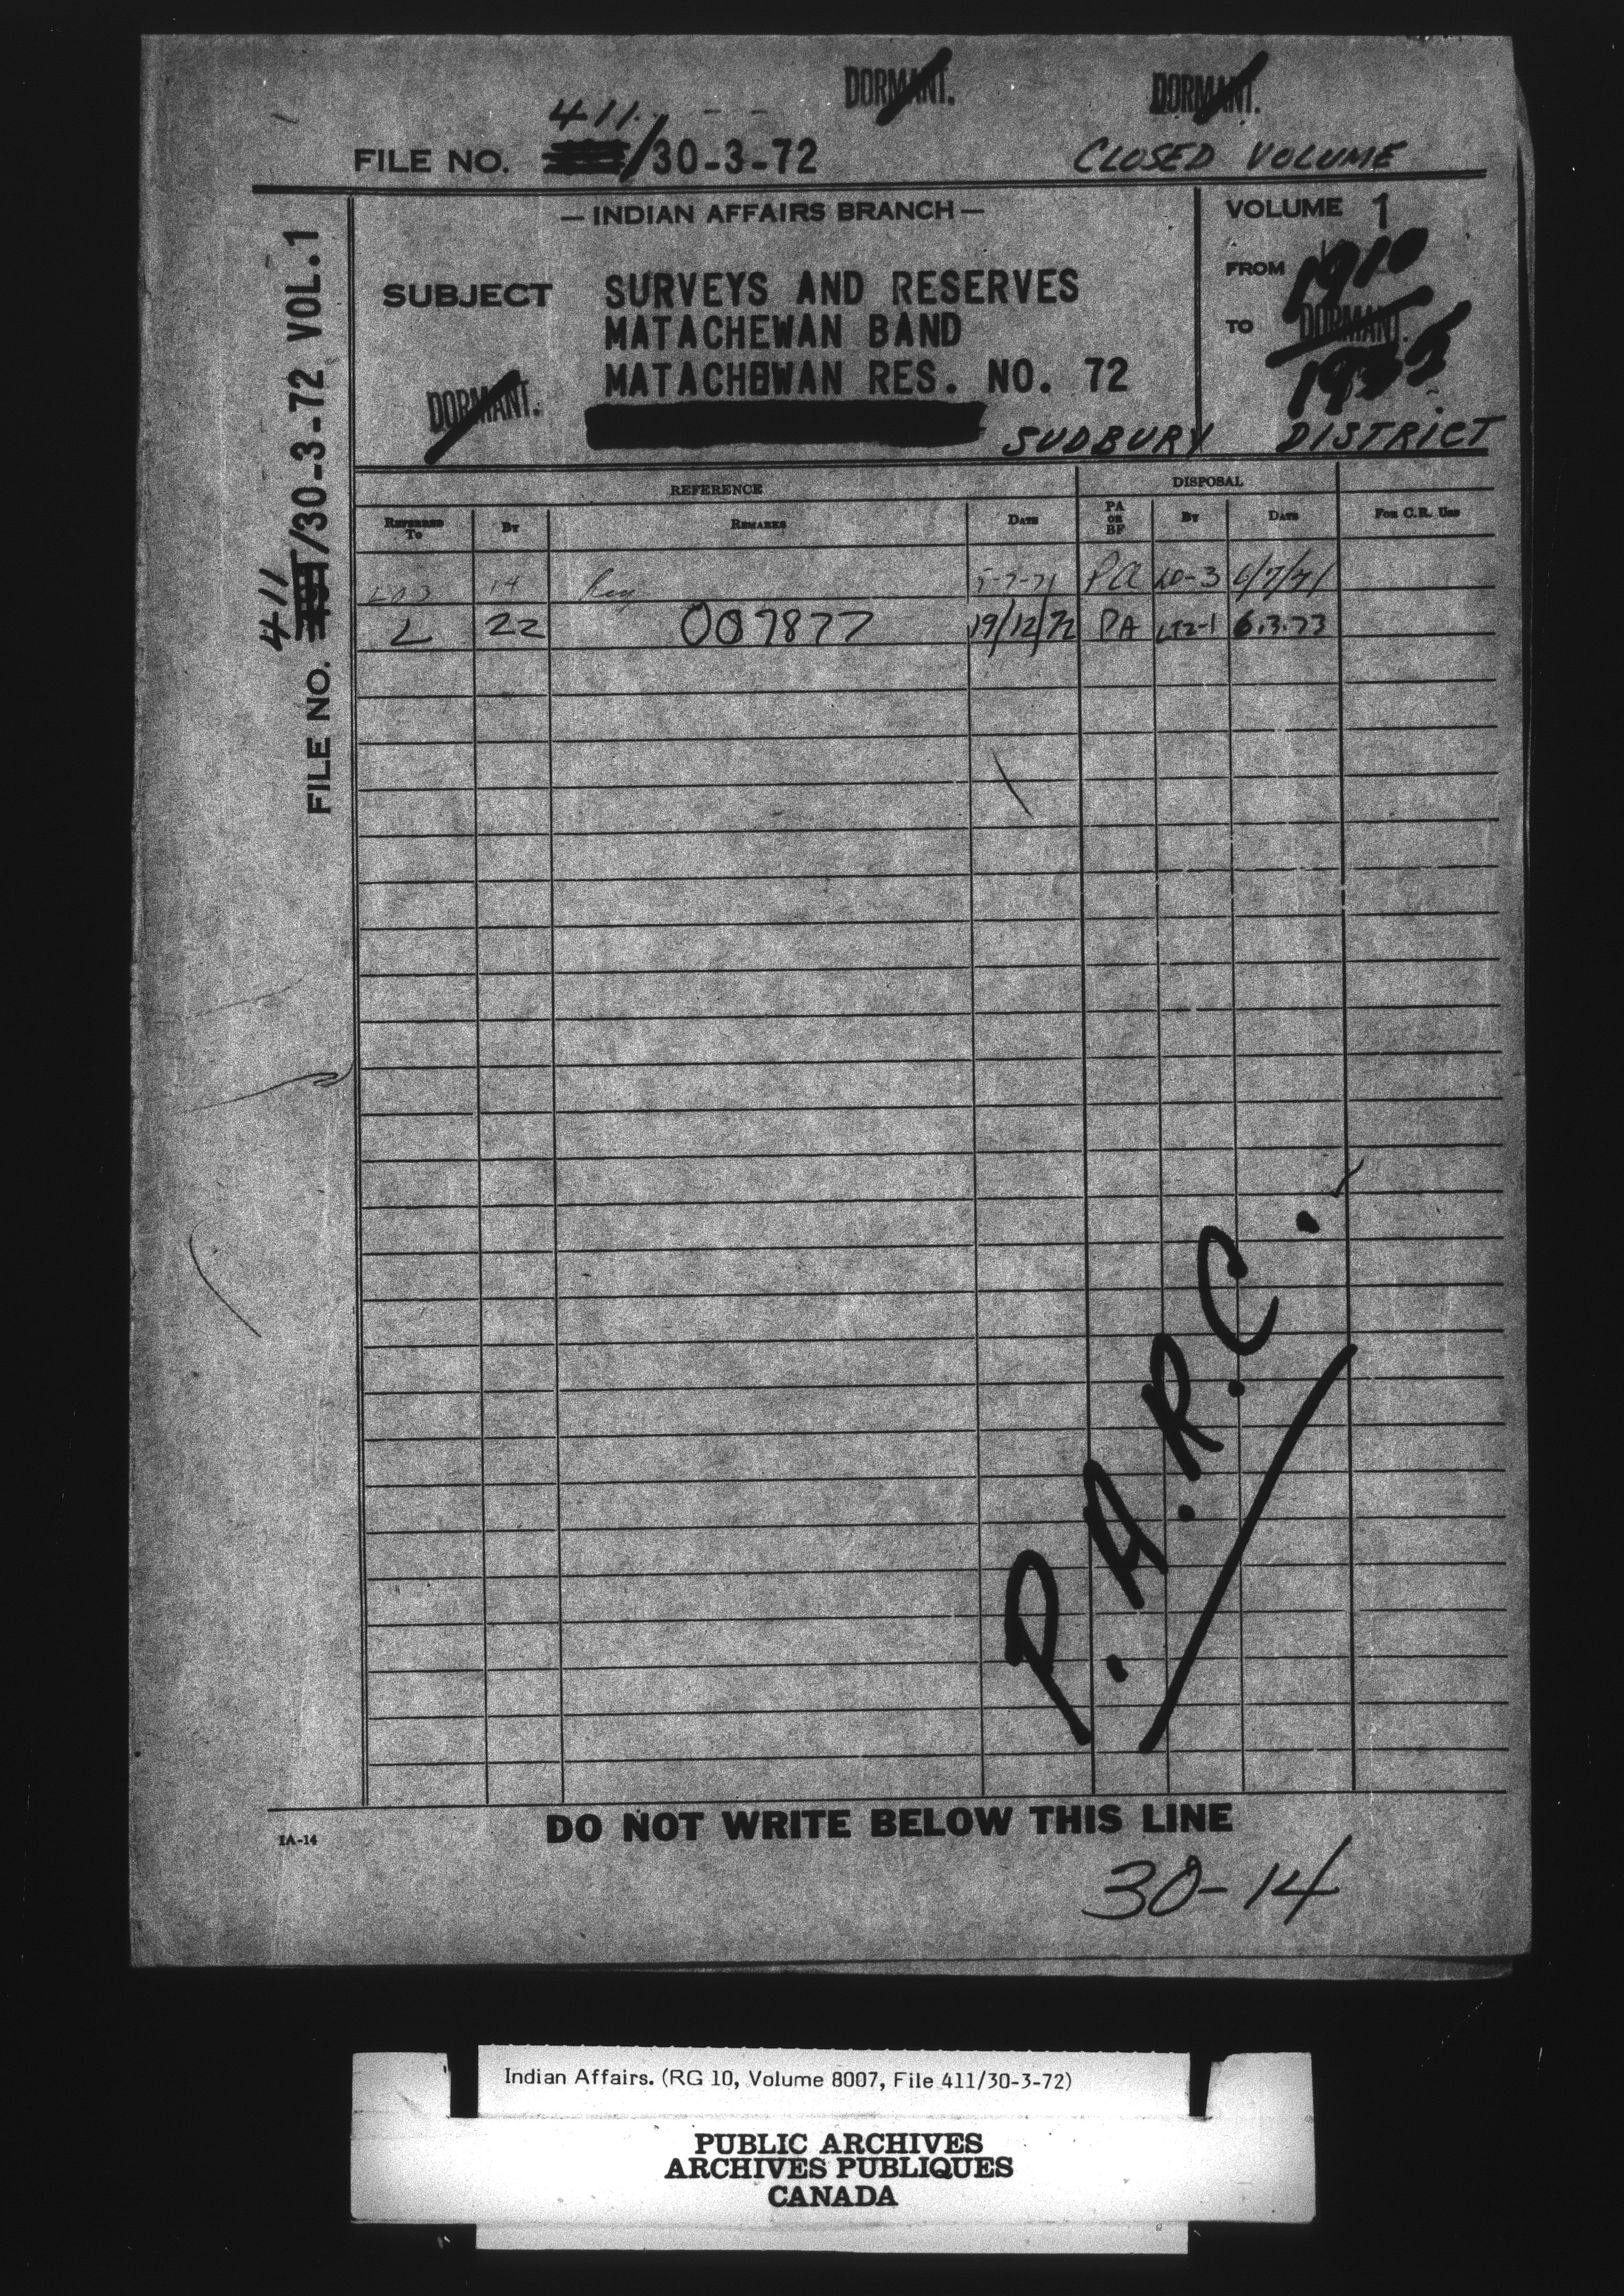 DORMANT.
DORMANT.
411
FILE NO. /30-3-72
CLOSED VOLUME
— INDIAN AFFAIRS BRANCH —
VOLUME 1
FROM 1910
TO DORMANT.
SUBJECT SURVEYS AND RESERVES
MATACHEWAN BAND
MATACHEWAN RES. NO. 72
DORMANT.
SUDBURY DISTRICT
FILE NO. 411/30-3-72 VOL.1
REFERENCE DISPOSAL
REFERRED TO BY REMARKS DATE PA OR BF BY DATE FOR C.R. USE
14 5-7-71 PA LD-3 6/7/71
L 22 007877 19/12/72 PA 6.3.73
P.A.R.C.
DO NOT WRITE BELOW THIS LINE
IA-14
30-14
Indian Affairs. (RG 10, Volume 8007, File 411/30-3-72)
PUBLIC ARCHIVES
ARCHIVES PUBLIQUES
CANADA